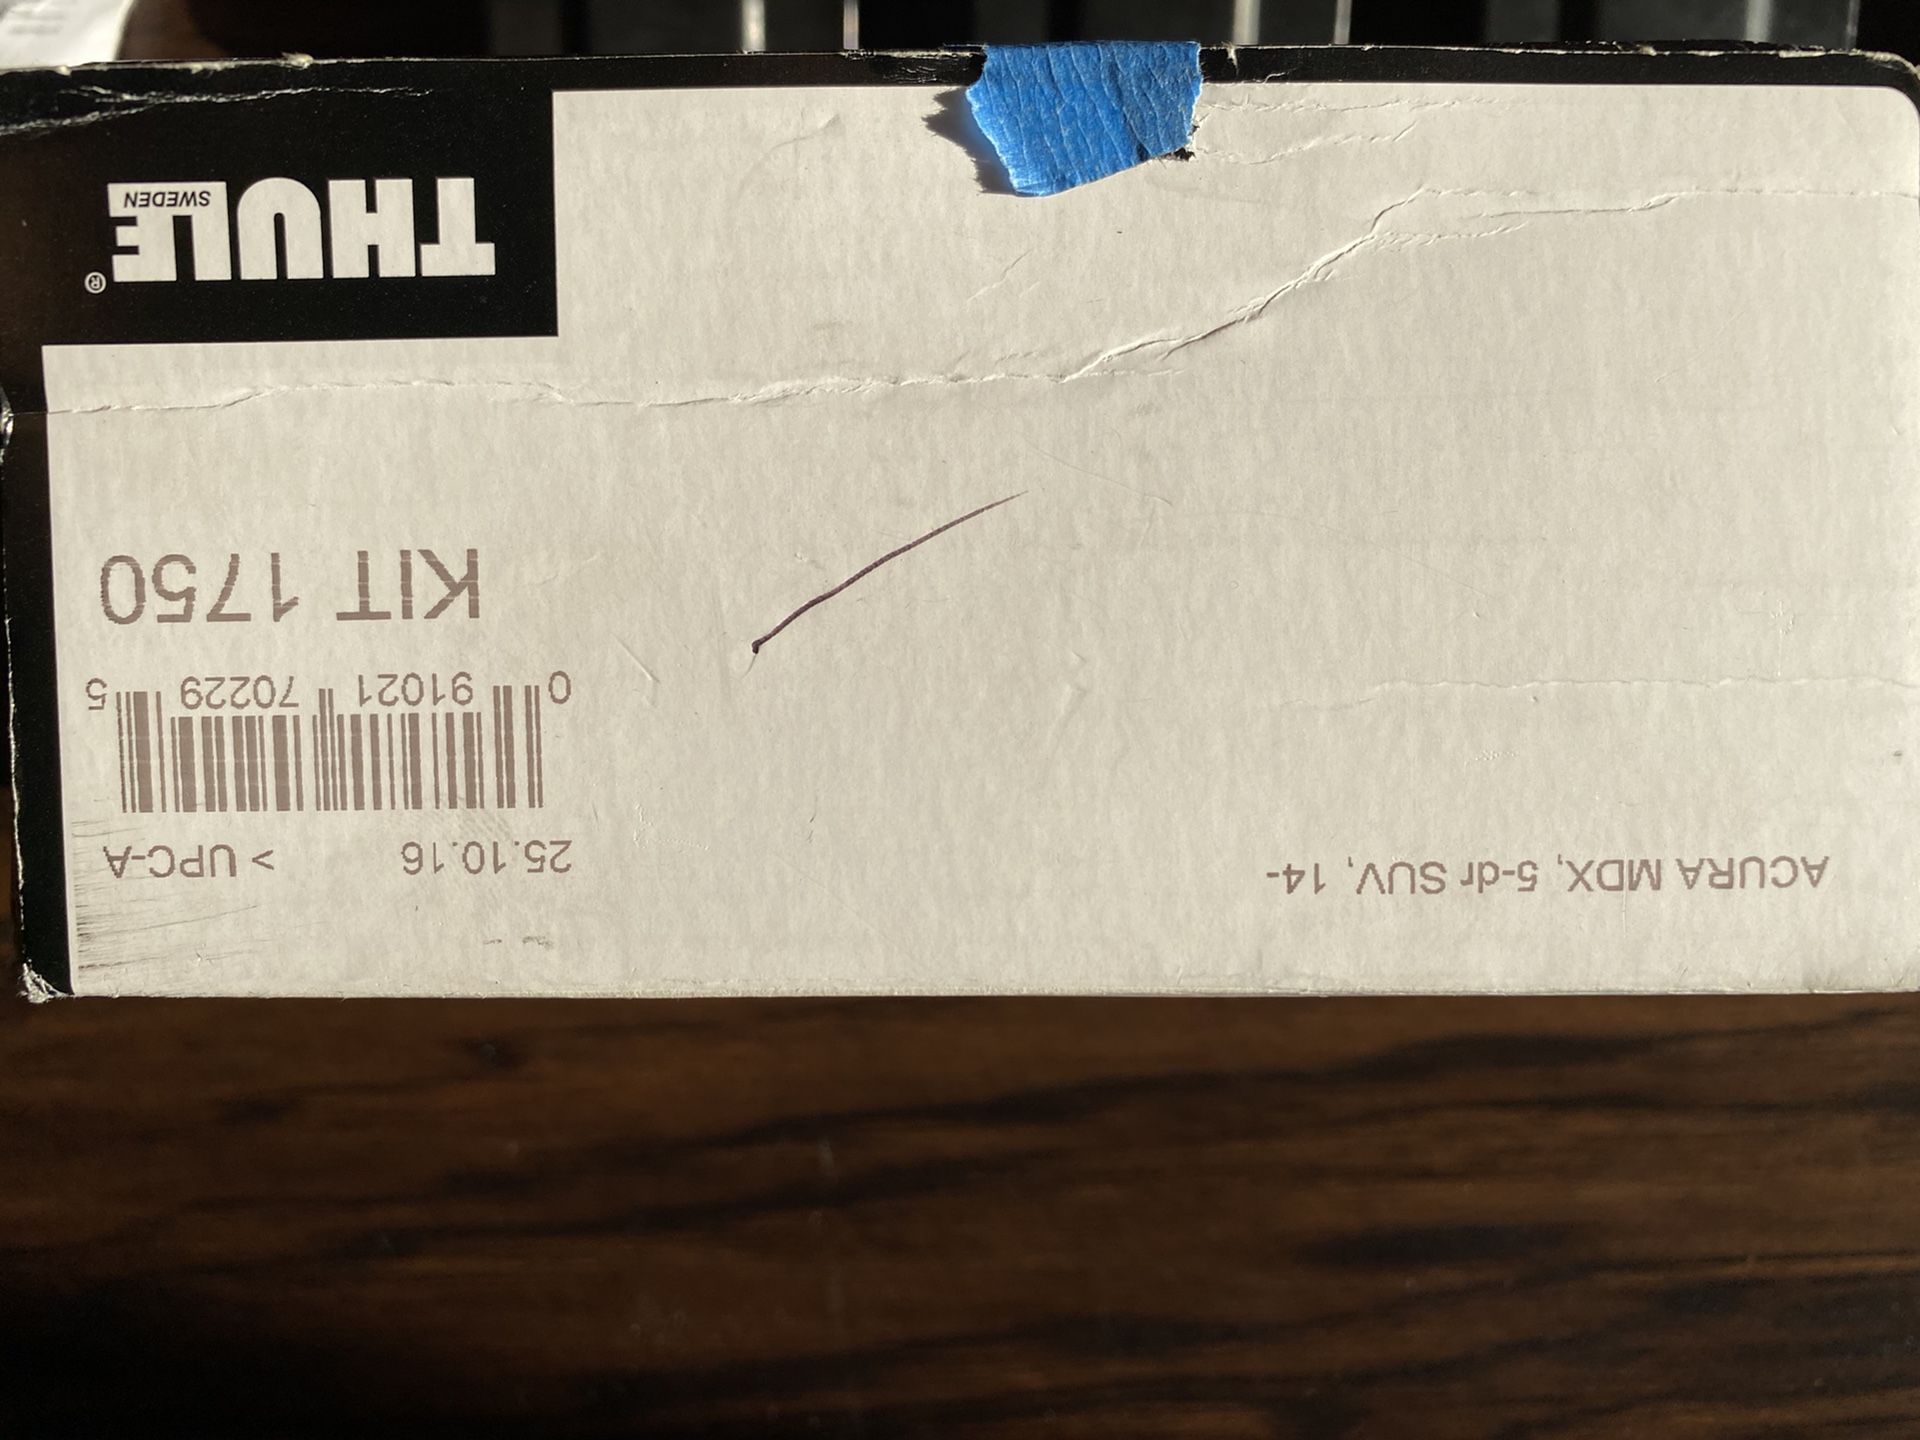 ACURA MDX, 5-dr SUV, 14-
25.10.16 > UPC-A
0 91021 70229 5
KIT 1750
THULE®
SWEDEN